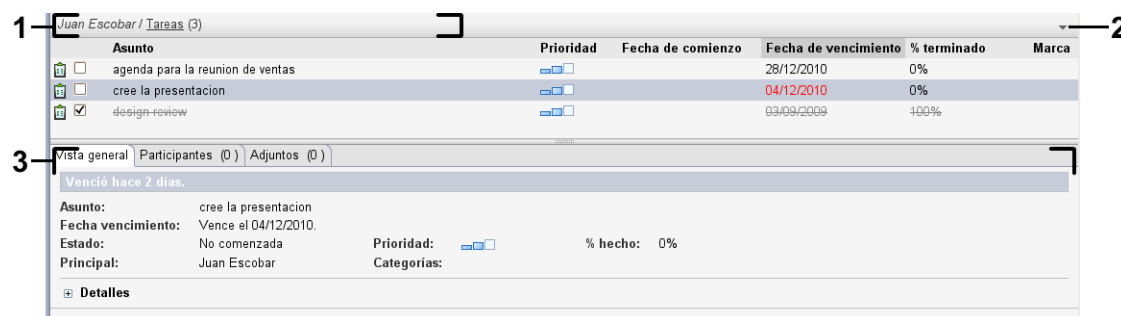 1 Juan Escobar / Tareas (3) 2
Asunto Prioridad Fecha de comienzo Fecha de vencimiento % terminado Marca
agenda para la reunion de ventas 28/12/2010 0%
cree la presentacion 04/12/2010 0%
design review 03/09/2009 100%
3 Vista general Participantes (0) Adjuntos (0)
Venció hace 2 días.
Asunto: cree la presentacion
Fecha vencimiento: Vence el 04/12/2010.
Estado: No comenzada Prioridad: % hecho: 0%
Principal: Juan Escobar Categorías:
Detalles